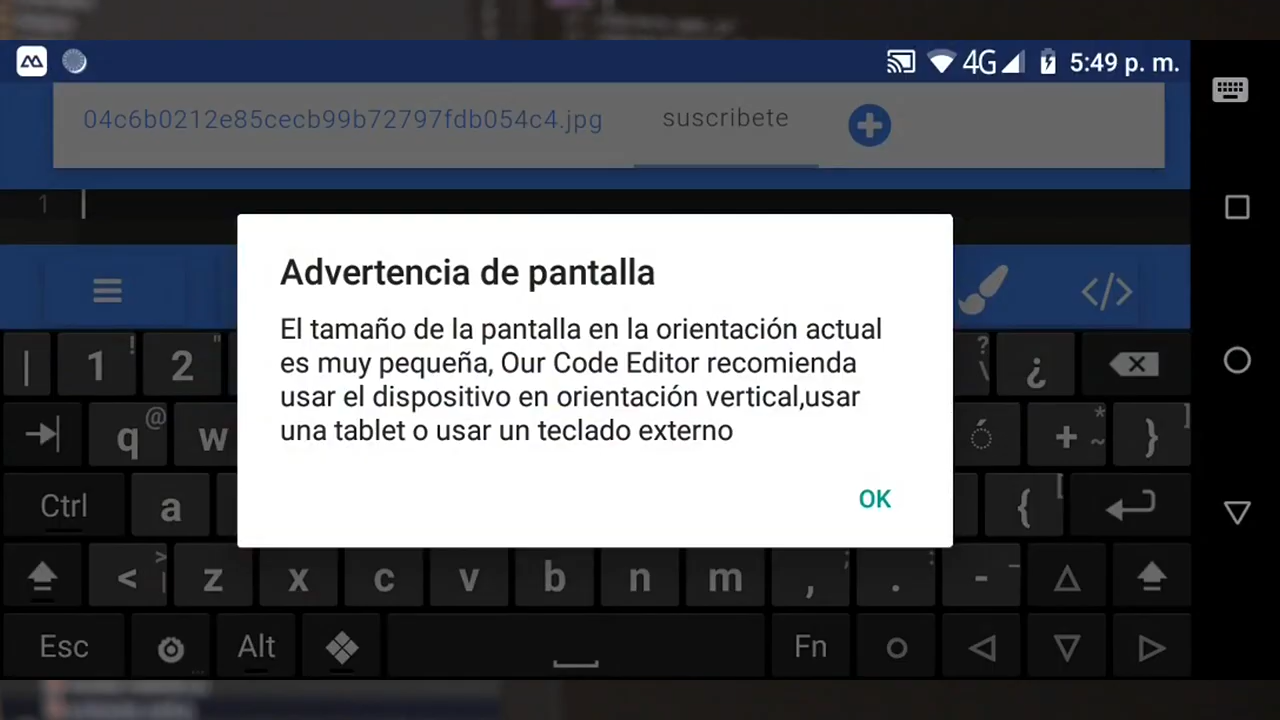 4G 5:49 p. m.
04c6b0212e85cecb99b72797fdb054c4.jpg suscribete
1
Advertencia de pantalla
El tamaño de la pantalla en la orientación actual
es muy pequeña, Our Code Editor recomienda
usar el dispositivo en orientación vertical,usar
una tablet o usar un teclado externo
OK
</>
| 1 ! 2 " ? \ ¿
q @ w + * ~ } ]
Ctrl a { [
< > | z x c v b n m , ; . : - _
Esc Alt Fn